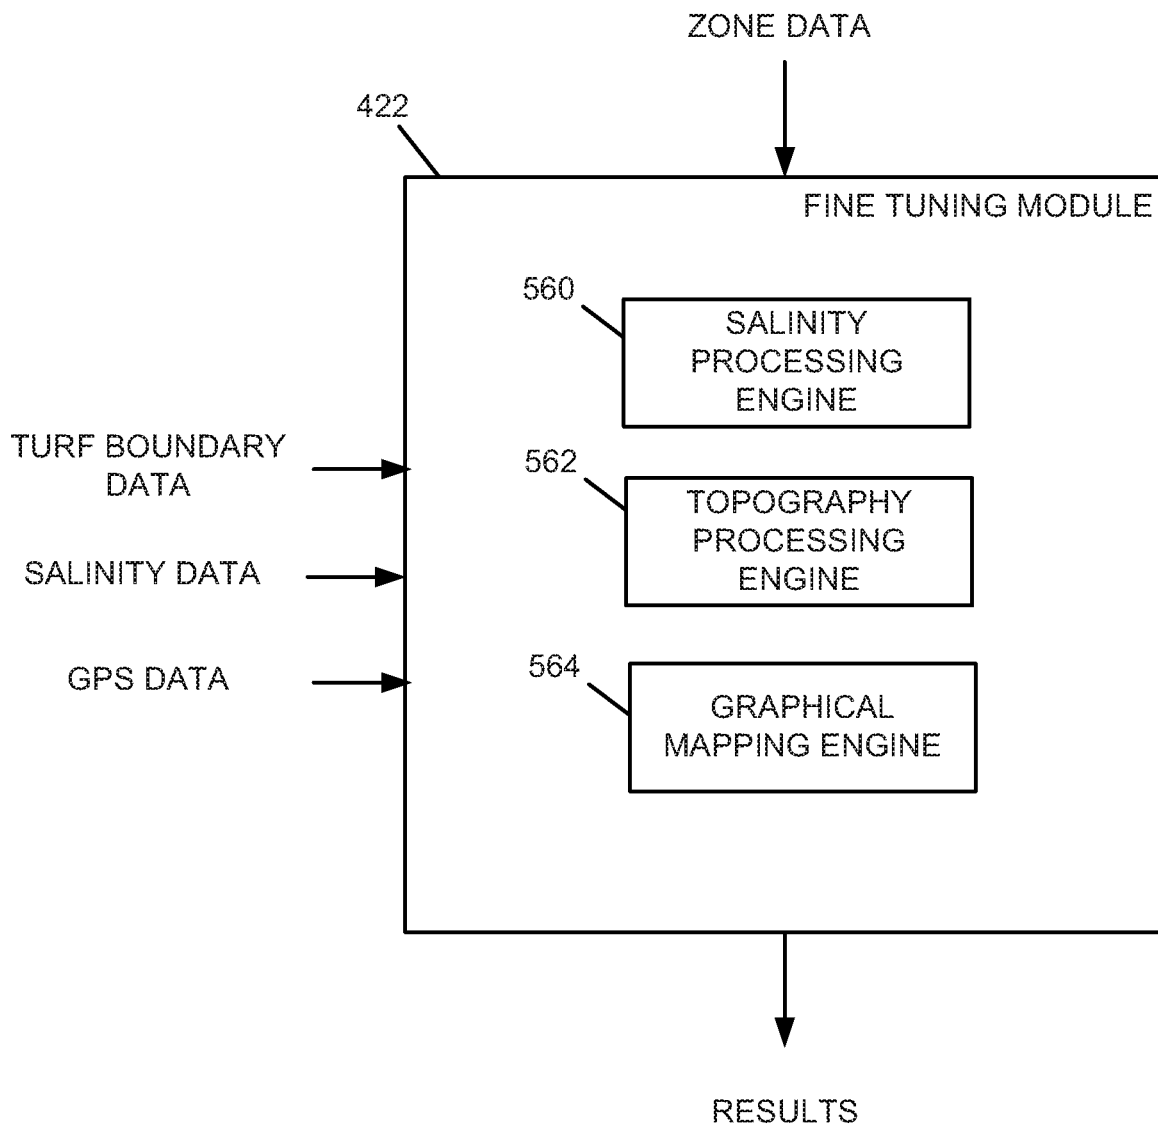 ZONE DATA
422
FINE TUNING MODULE
560
SALINITY
PROCESSING
ENGINE
TURF BOUNDARY
DATA
562
TOPOGRAPHY
PROCESSING
ENGINE
SALINITY DATA
GPS DATA
564
GRAPHICAL
MAPPING ENGINE
RESULTS